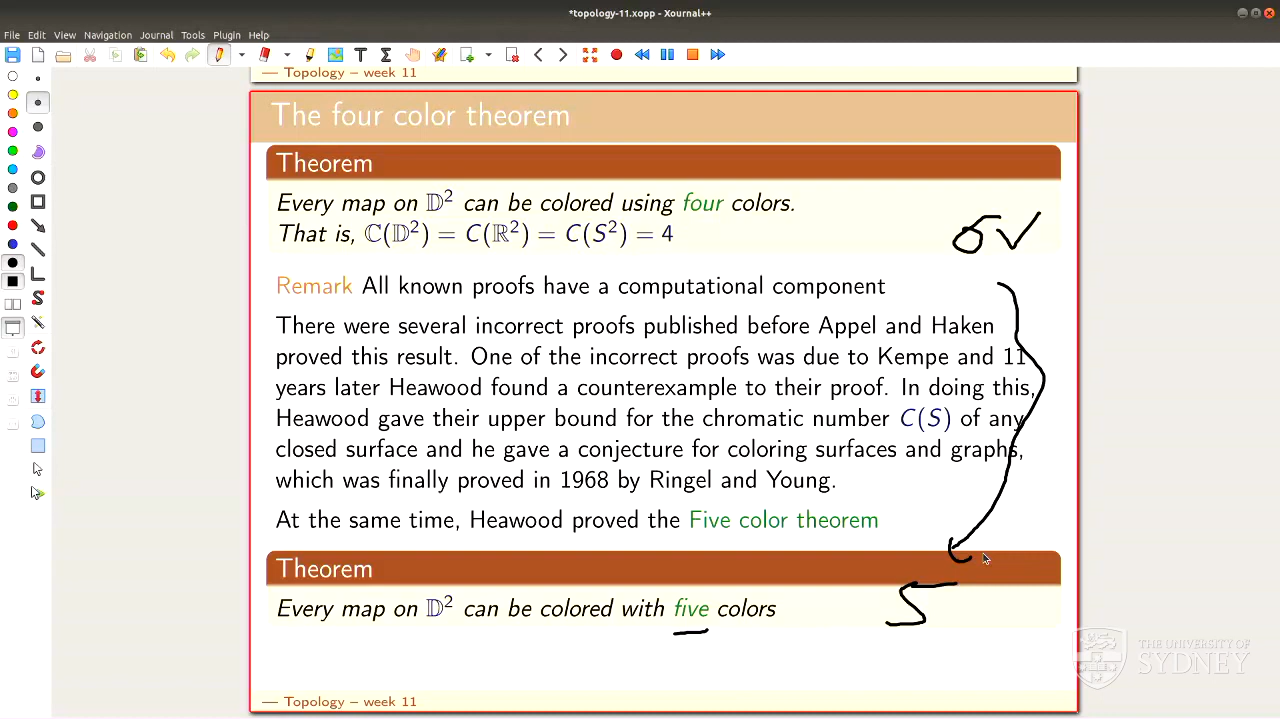 *topology-11.xopp - Xournal++
File Edit View Navigation Journal Tools Plugin Help
— Topology – week 11
The four color theorem
Theorem
Every map on 𝔻² can be colored using four colors.
That is, ℂ(𝔻²) = C(ℝ²) = C(S²) = 4
Remark All known proofs have a computational component
There were several incorrect proofs published before Appel and Haken
proved this result. One of the incorrect proofs was due to Kempe and 11
years later Heawood found a counterexample to their proof. In doing this,
Heawood gave their upper bound for the chromatic number C(S) of any
closed surface and he gave a conjecture for coloring surfaces and graphs,
which was finally proved in 1968 by Ringel and Young.
At the same time, Heawood proved the Five color theorem
Theorem
Every map on 𝔻² can be colored with five colors
5
THE UNIVERSITY OF
SYDNEY
— Topology – week 11